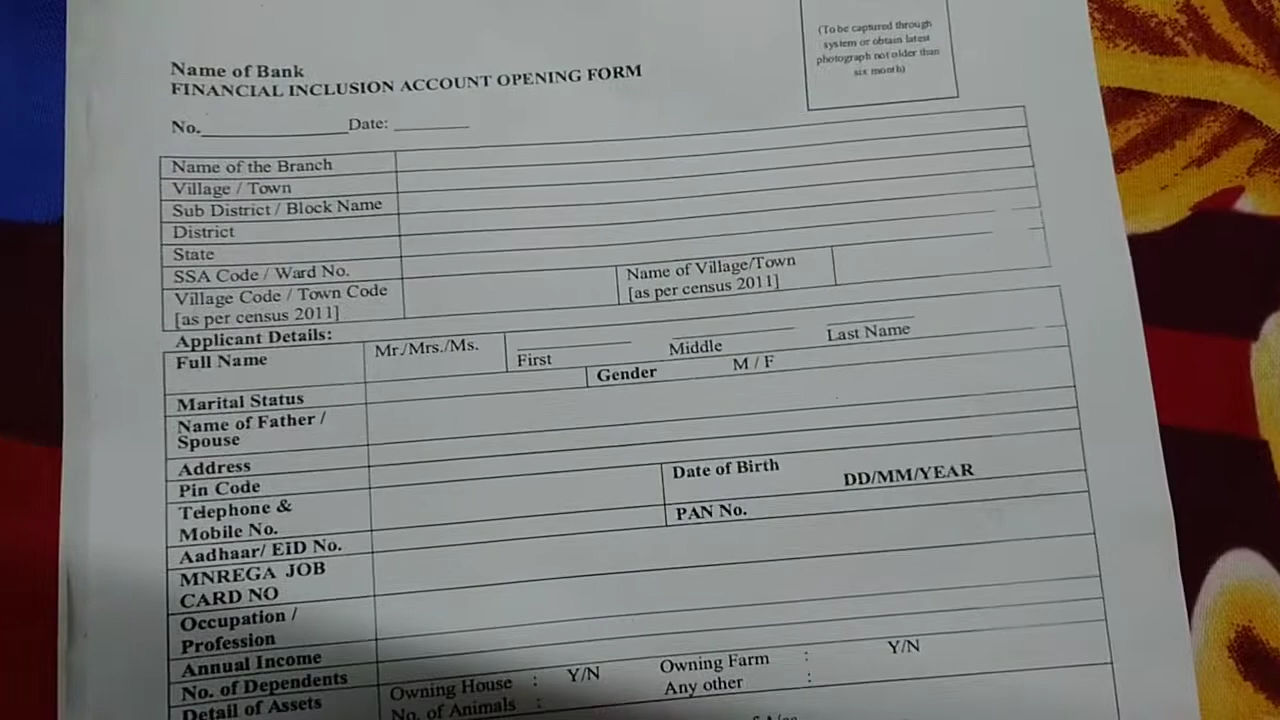 (To be captured through
system or obtain latest
photograph not older than
six month)
Name of Bank
FINANCIAL INCLUSION ACCOUNT OPENING FORM
No. Date:
Name of the Branch
Village / Town
Sub District / Block Name
District
State
SSA Code / Ward No.
Village Code / Town Code
[as per census 2011]
Name of Village/Town
[as per census 2011]
Applicant Details:
Full Name
Mr./Mrs./Ms.
First Middle Last Name
Marital Status
Gender M / F
Name of Father /
Spouse
Address
Pin Code
Telephone &
Mobile No.
Date of Birth DD/MM/YEAR
Aadhaar/ EID No.
PAN No.
MNREGA JOB
CARD NO
Occupation /
Profession
Annual Income
No. of Dependents
Detail of Assets
Owning House : Y/N Owning Farm : Y/N
No. of Animals : Any other :